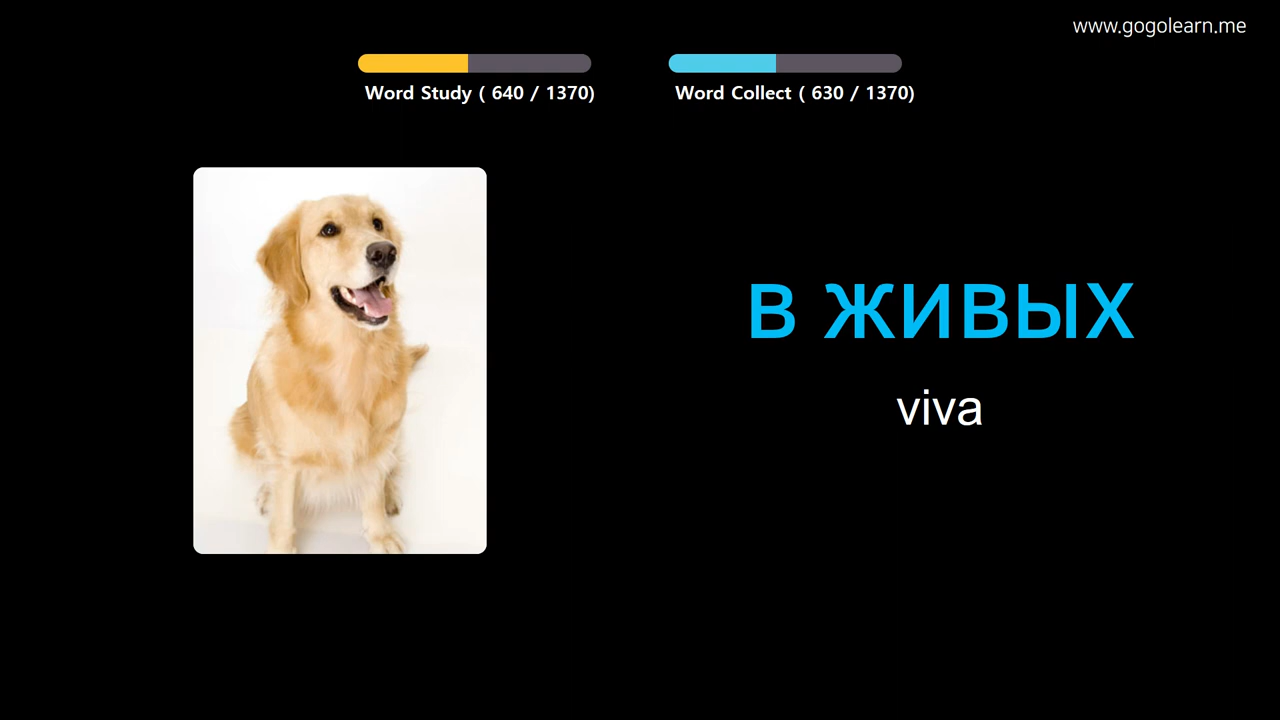 www.gogolearn.me
Word Study ( 640 / 1370)
Word Collect ( 630 / 1370)
в живых
viva